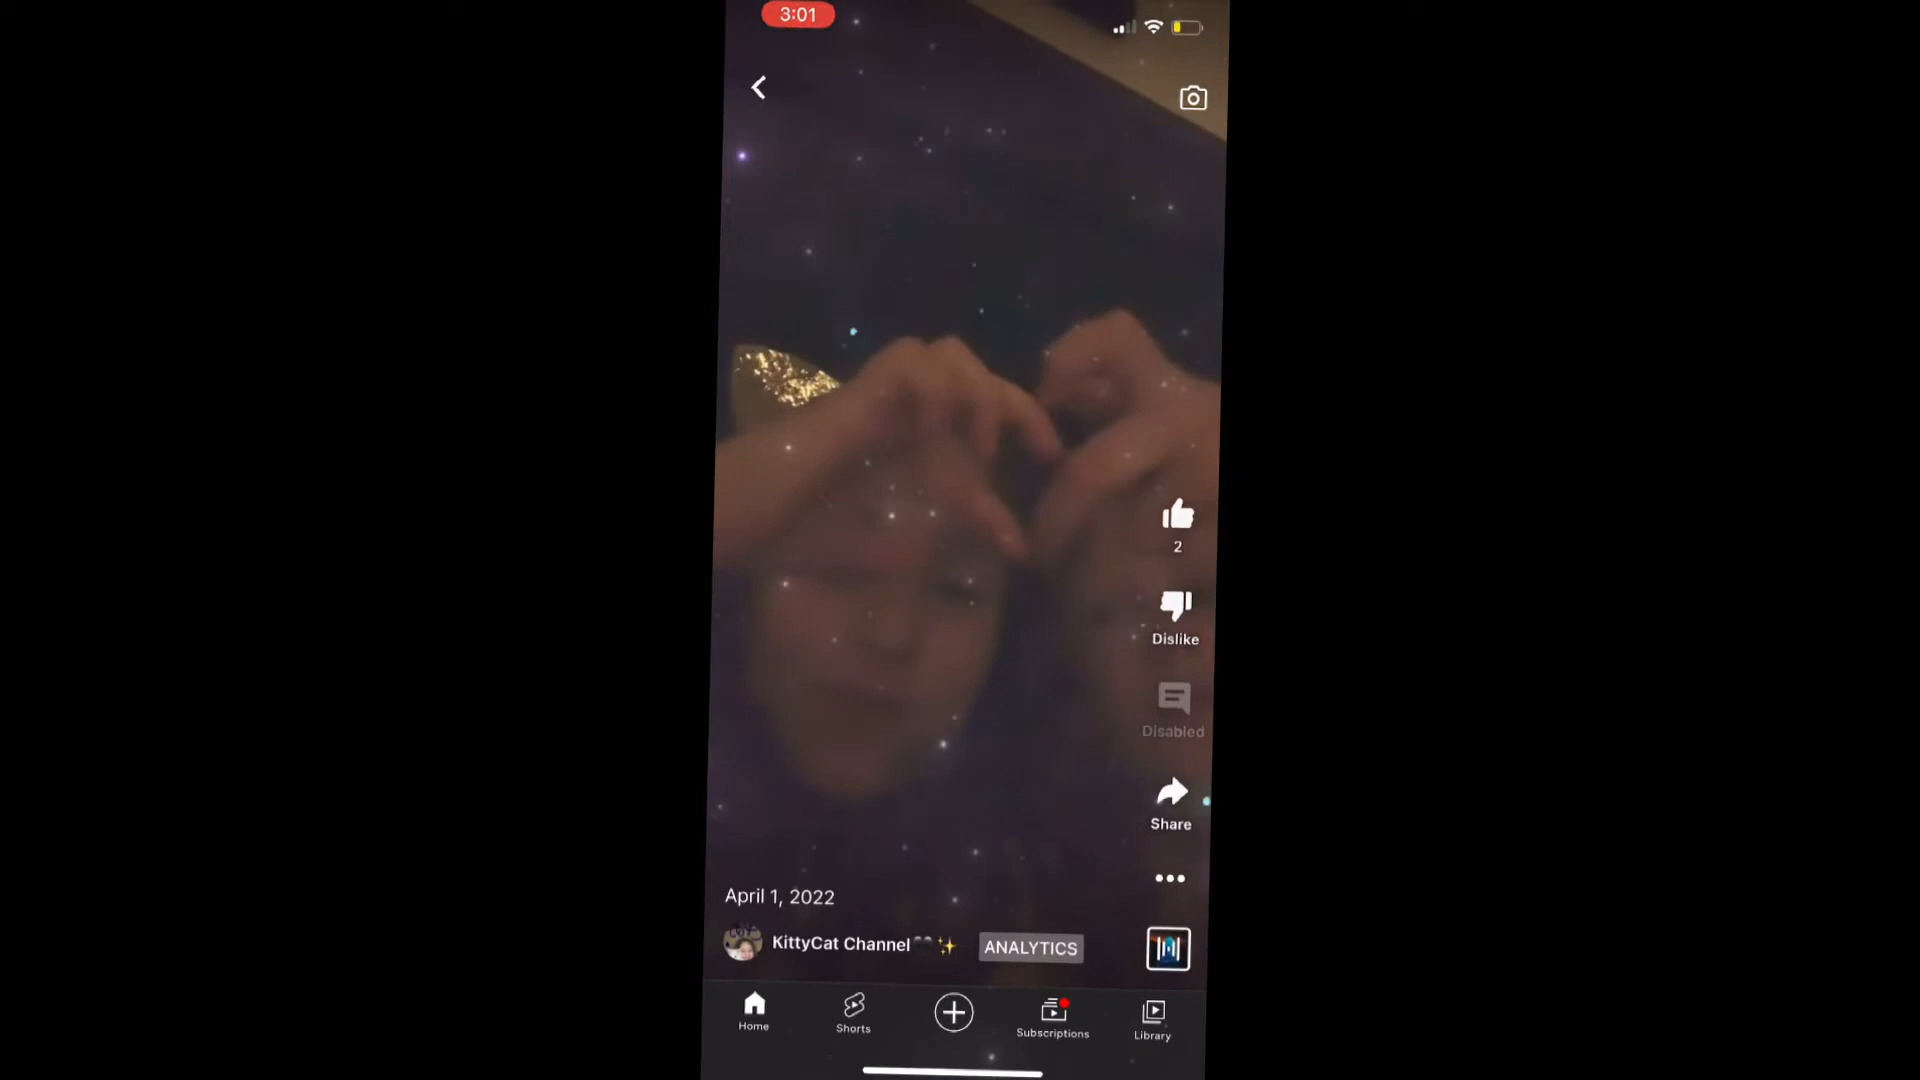 3:01
2
Dislike
Disabled
Share
April 1, 2022
KittyCat Channel🖤✨
ANALYTICS
Home
Shorts
Subscriptions
Library